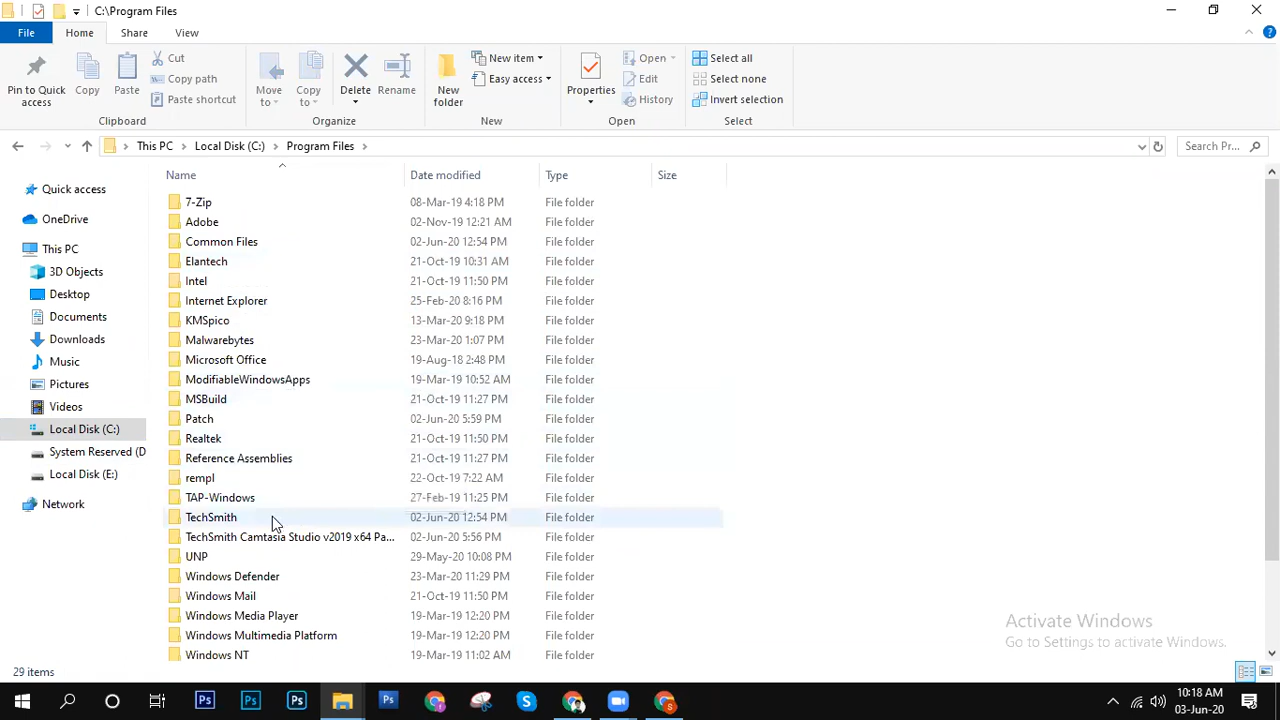 C:\Program Files
File Home Share View
Pin to Quick access
Copy
Paste
Cut
Copy path
Paste shortcut
Clipboard
Move to
Copy to
Delete
Rename
Organize
New folder
New item
Easy access
New
Properties
Open
Edit
History
Open
Select all
Select none
Invert selection
Select
This PC Local Disk (C:) Program Files
Search Pr...
Quick access
OneDrive
This PC
3D Objects
Desktop
Documents
Downloads
Music
Pictures
Videos
Local Disk (C:)
System Reserved (D
Local Disk (E:)
Network
Name Date modified Type Size
7-Zip 08-Mar-19 4:18 PM File folder
Adobe 02-Nov-19 12:21 AM File folder
Common Files 02-Jun-20 12:54 PM File folder
Elantech 21-Oct-19 10:31 AM File folder
Intel 21-Oct-19 11:50 PM File folder
Internet Explorer 25-Feb-20 8:16 PM File folder
KMSpico 13-Mar-20 9:18 PM File folder
Malwarebytes 23-Mar-20 1:07 PM File folder
Microsoft Office 19-Aug-18 2:48 PM File folder
ModifiableWindowsApps 19-Mar-19 10:52 AM File folder
MSBuild 21-Oct-19 11:27 PM File folder
Patch 02-Jun-20 5:59 PM File folder
Realtek 21-Oct-19 11:50 PM File folder
Reference Assemblies 21-Oct-19 11:27 PM File folder
rempl 22-Oct-19 7:22 AM File folder
TAP-Windows 27-Feb-19 11:25 PM File folder
TechSmith 02-Jun-20 12:54 PM File folder
TechSmith Camtasia Studio v2019 x64 Pa... 02-Jun-20 5:56 PM File folder
UNP 29-May-20 10:08 PM File folder
Windows Defender 23-Mar-20 11:29 PM File folder
Windows Mail 21-Oct-19 11:50 PM File folder
Windows Media Player 19-Mar-19 12:20 PM File folder
Windows Multimedia Platform 19-Mar-19 12:20 PM File folder
Windows NT 19-Mar-19 11:02 AM File folder
Activate Windows
Go to Settings to activate Windows.
29 items
Ps Ps Ps Ps S
10:18 AM
03-Jun-20